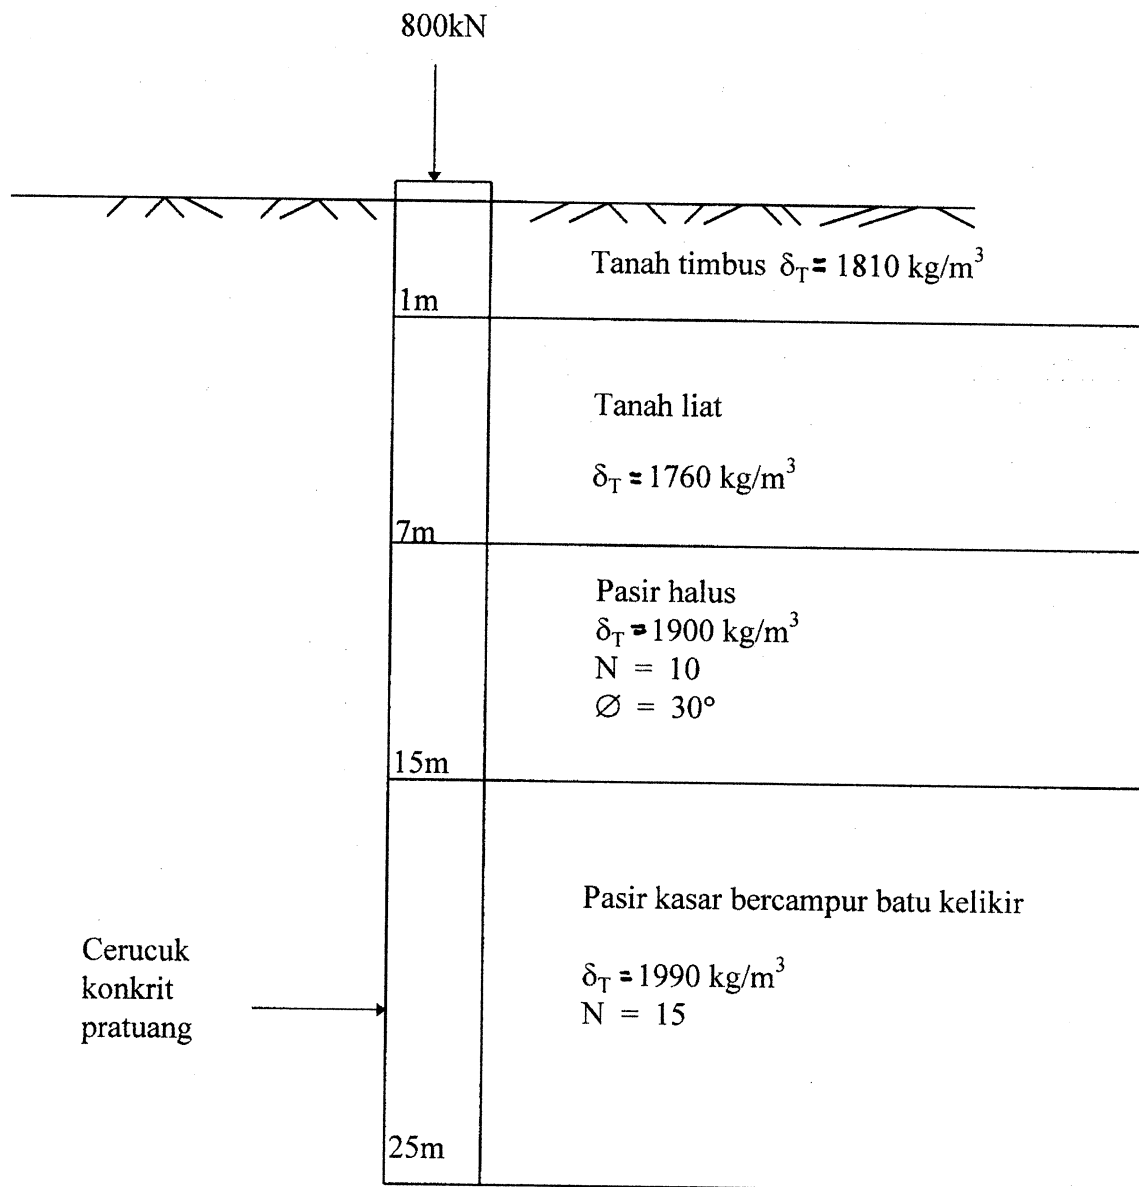 800kN
Tanah timbus δT = 1810 kg/m³
1m
Tanah liat
δT = 1760 kg/m³
7m
Pasir halus
δT = 1900 kg/m³
N = 10
∅ = 30°
15m
Pasir kasar bercampur batu kelikir
Cerucuk
konkrit
pratuang
δT = 1990 kg/m³
N = 15
25m